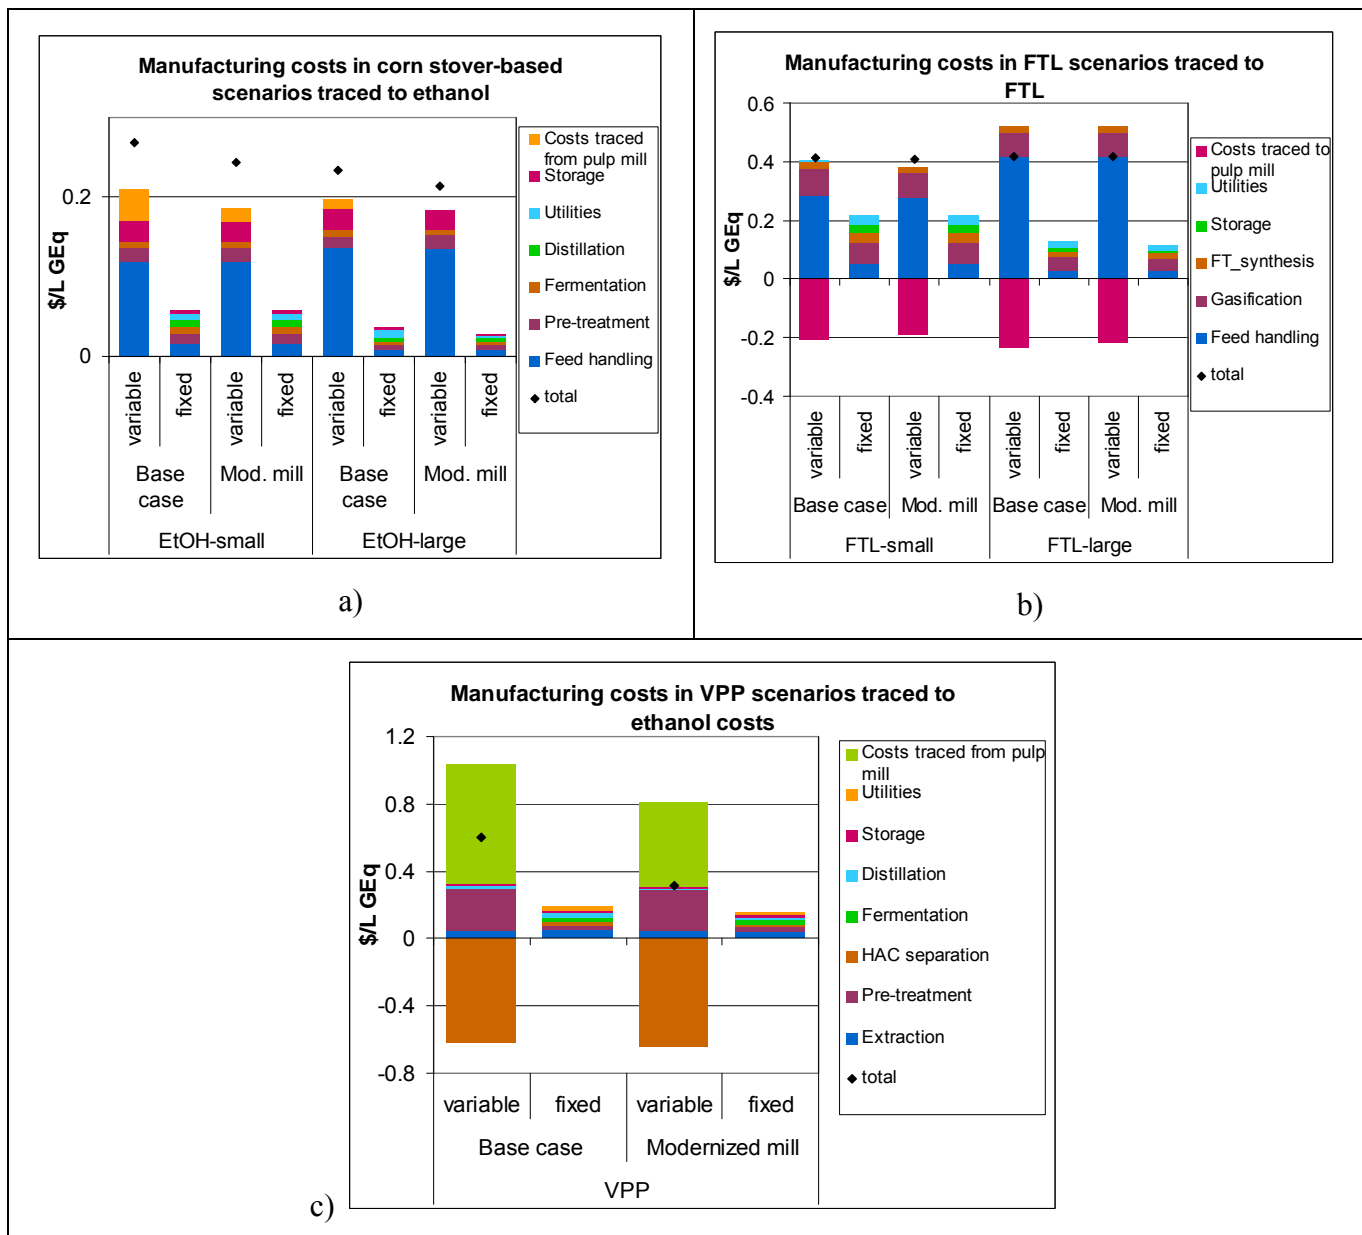 Manufacturing costs in corn stover-based
scenarios traced to ethanol
$/L GEq
0.2
0
variable
fixed
variable
fixed
variable
fixed
variable
fixed
Base
case
Mod. mill
Base
case
Mod. mill
EtOH-small
EtOH-large
Costs traced
from pulp mill
Storage
Utilities
Distillation
Fermentation
Pre-treatment
Feed handling
total
a)
Manufacturing costs in FTL scenarios traced to
FTL
$/L GEq
0.6
0.4
0.2
0
-0.2
-0.4
variable
fixed
variable
fixed
variable
fixed
variable
fixed
Base case
Mod. mill
Base case
Mod. mill
FTL-small
FTL-large
Costs traced to
pulp mill
Utilities
Storage
FT_synthesis
Gasification
Feed handling
total
b)
Manufacturing costs in VPP scenarios traced to
ethanol costs
$/L GEq
1.2
0.8
0.4
0
-0.4
-0.8
variable
fixed
variable
fixed
Base case
Modernized mill
VPP
Costs traced from pulp
mill
Utilities
Storage
Distillation
Fermentation
HAC separation
Pre-treatment
Extraction
total
c)